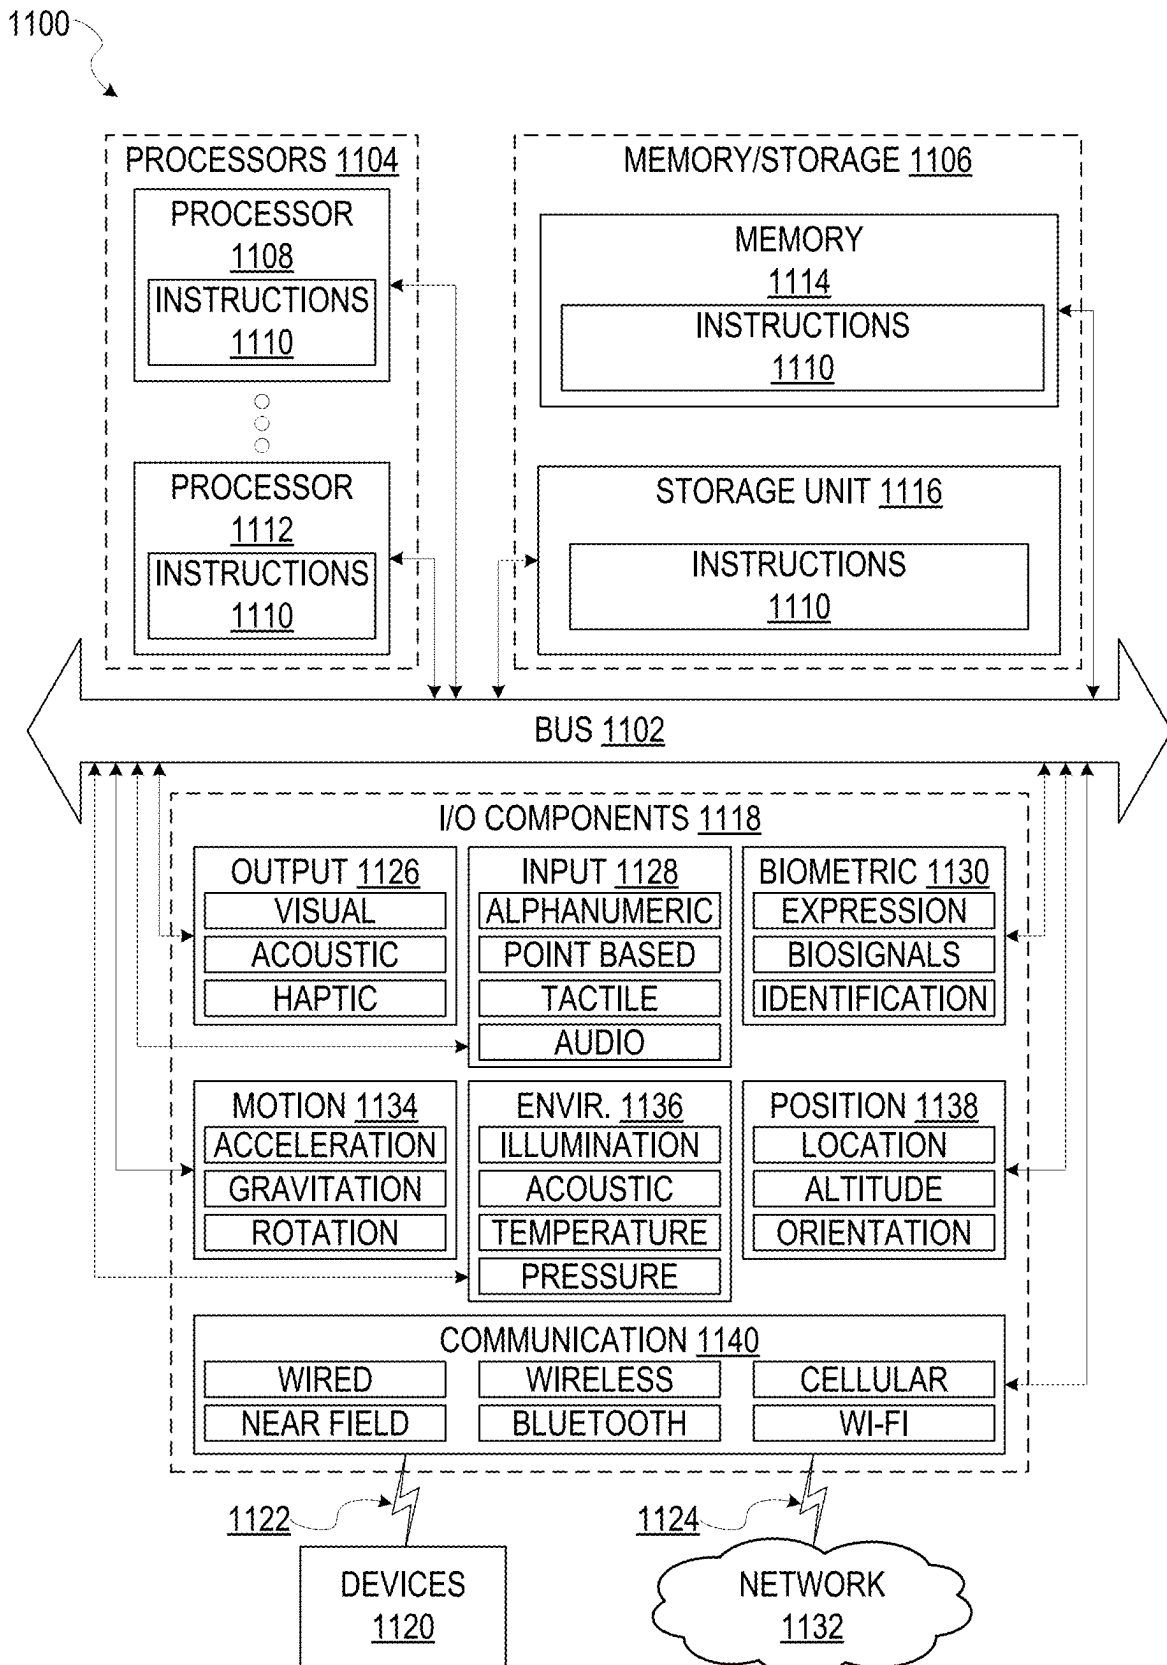 1100
PROCESSORS 1104
PROCESSOR
1108
INSTRUCTIONS
1110
PROCESSOR
1112
INSTRUCTIONS
1110
MEMORY/STORAGE 1106
MEMORY
1114
INSTRUCTIONS
1110
STORAGE UNIT 1116
INSTRUCTIONS
1110
BUS 1102
I/O COMPONENTS 1118
OUTPUT 1126
VISUAL
ACOUSTIC
HAPTIC
INPUT 1128
ALPHANUMERIC
POINT BASED
TACTILE
AUDIO
BIOMETRIC 1130
EXPRESSION
BIOSIGNALS
IDENTIFICATION
MOTION 1134
ACCELERATION
GRAVITATION
ROTATION
ENVIR. 1136
ILLUMINATION
ACOUSTIC
TEMPERATURE
PRESSURE
POSITION 1138
LOCATION
ALTITUDE
ORIENTATION
COMMUNICATION 1140
WIRED
WIRELESS
CELLULAR
NEAR FIELD
BLUETOOTH
WI-FI
1122
1124
DEVICES
1120
NETWORK
1132